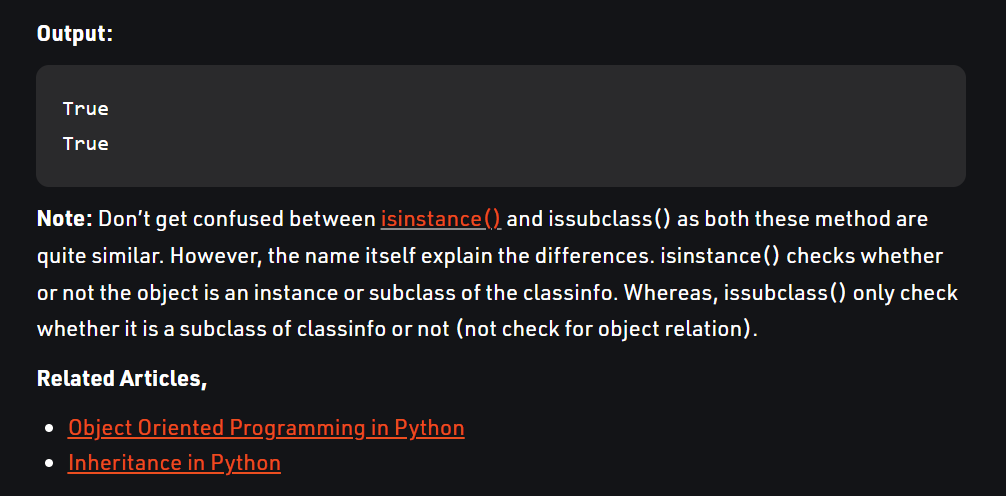 Output:
True
True
Note: Don’t get confused between isinstance() and issubclass() as both these method are
quite similar. However, the name itself explain the differences. isinstance() checks whether
or not the object is an instance or subclass of the classinfo. Whereas, issubclass() only check
whether it is a subclass of classinfo or not (not check for object relation).
Related Articles,
Object Oriented Programming in Python
Inheritance in Python